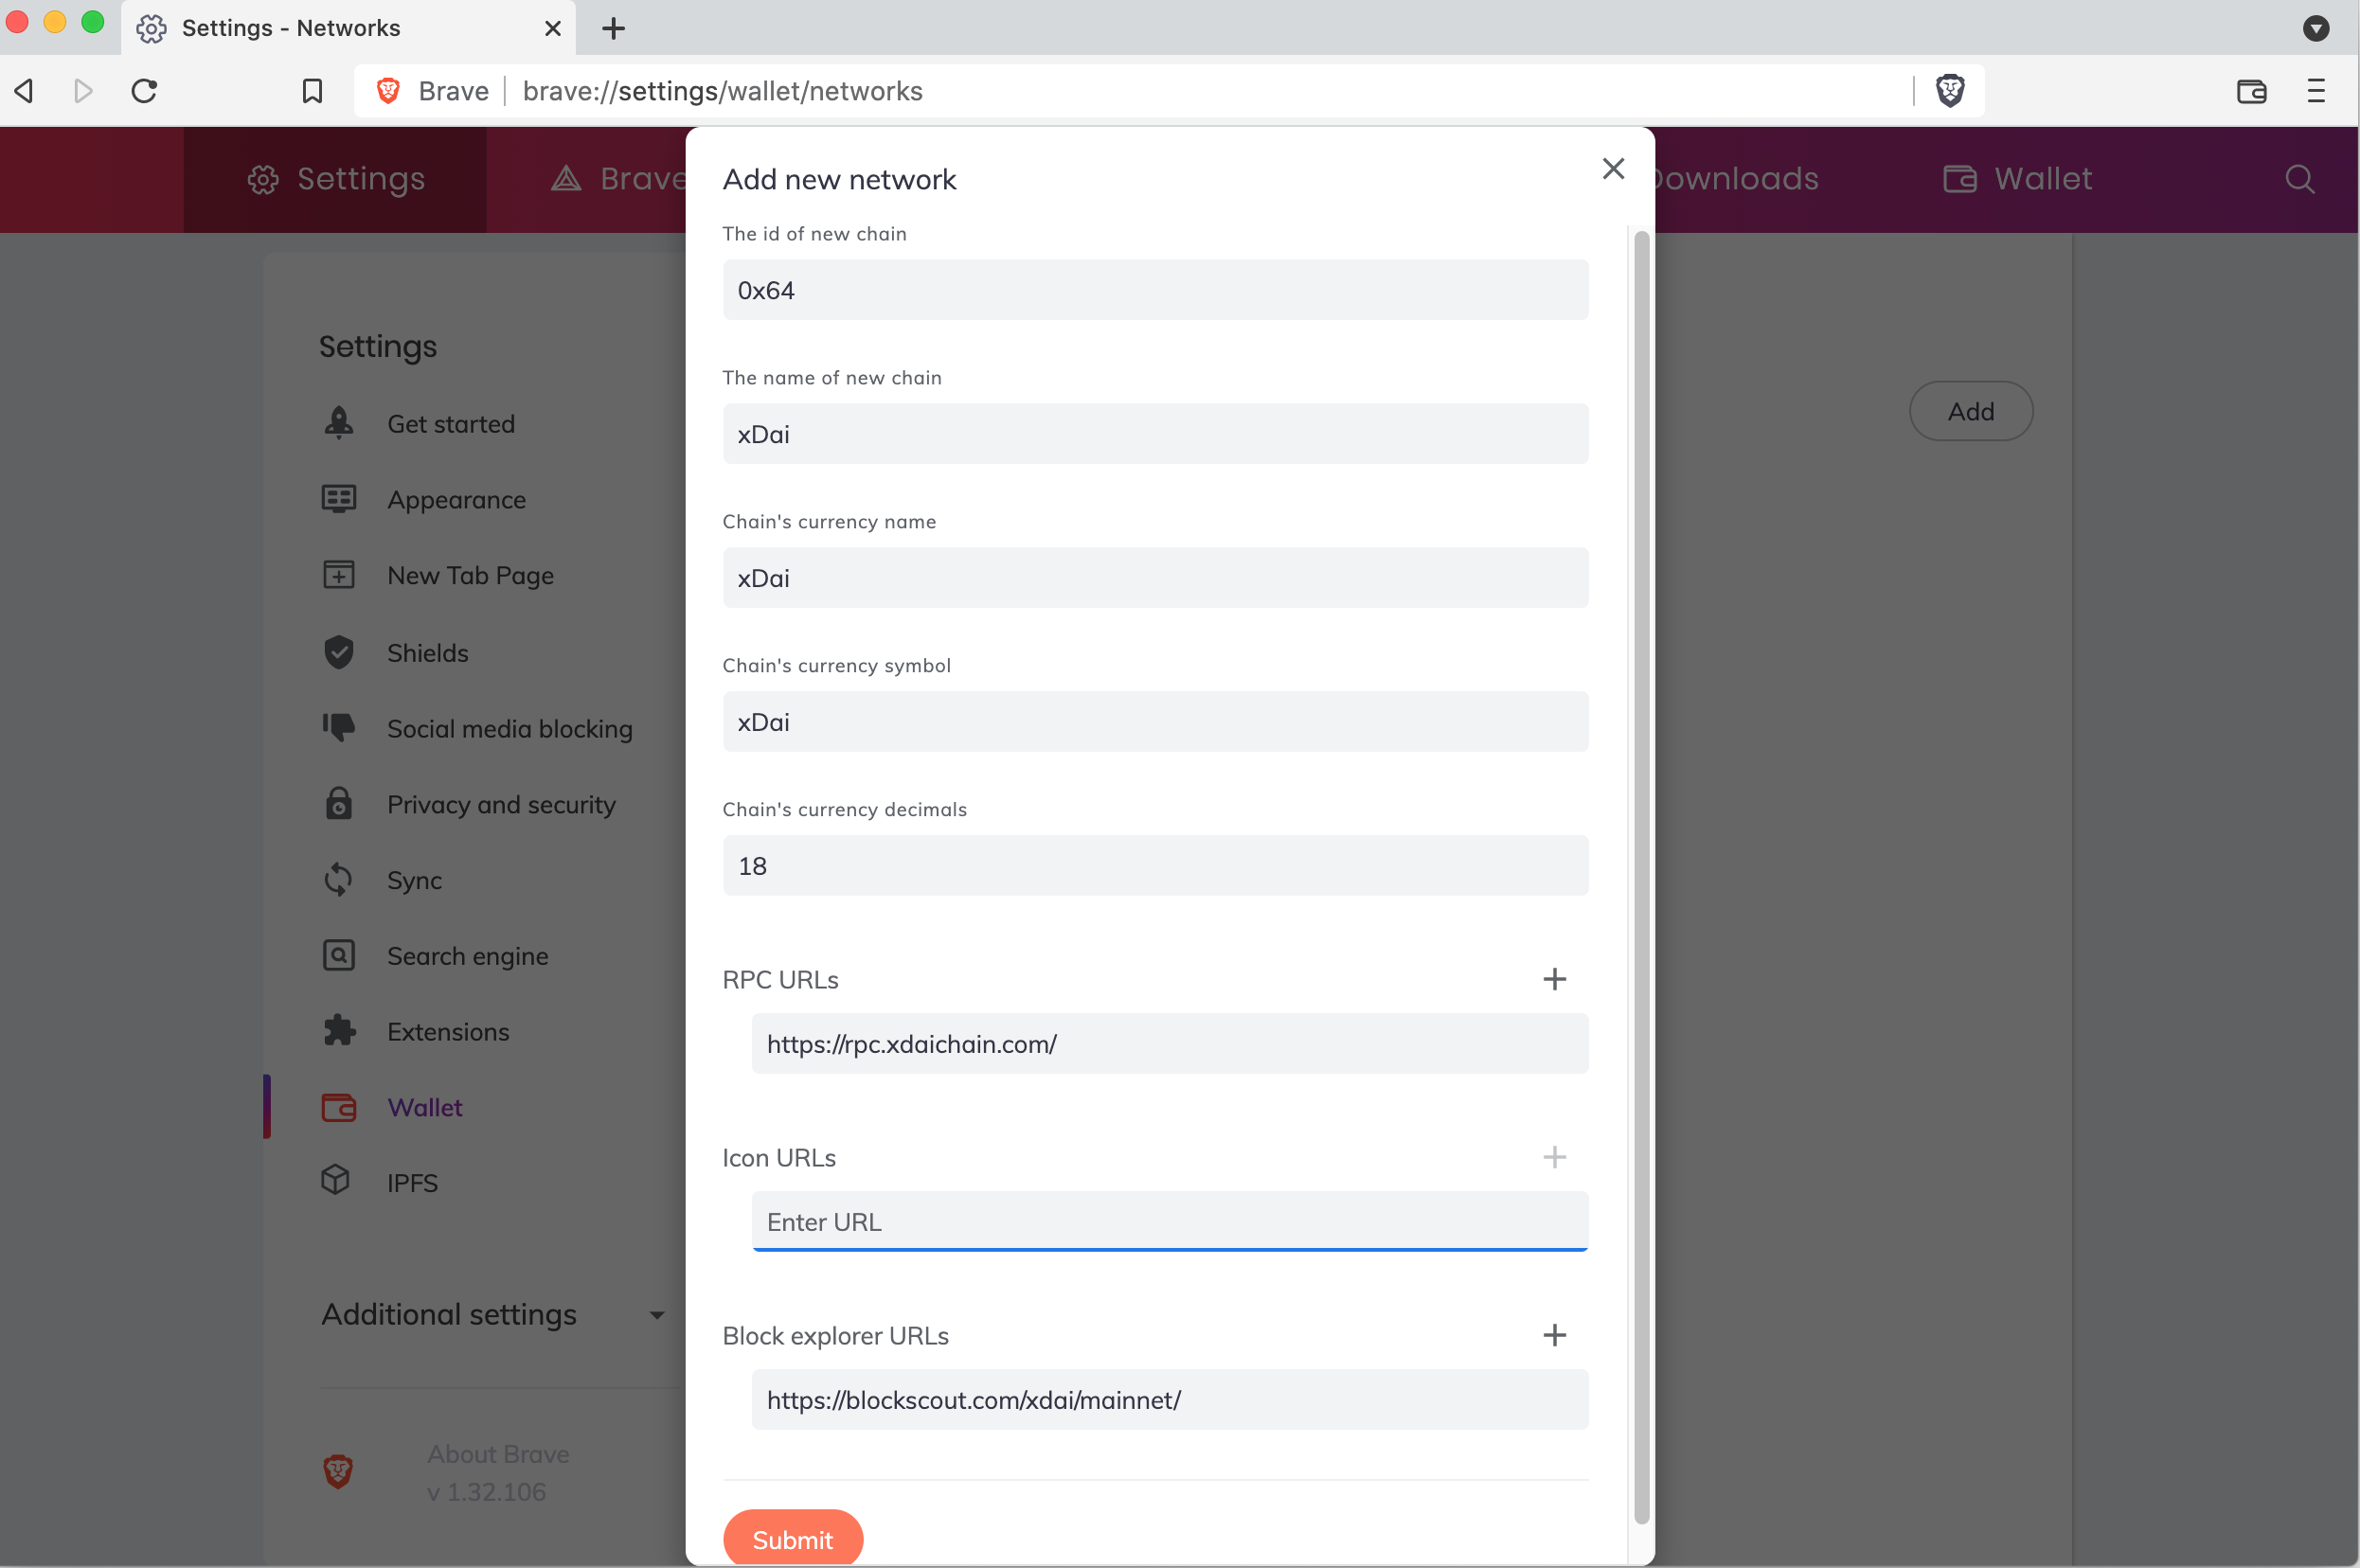 Settings - Networks
Brave brave://settings/wallet/networks
Settings
Brave
Downloads
Wallet
Settings
Get started
Appearance
New Tab Page
Shields
Social media blocking
Privacy and security
Sync
Search engine
Extensions
Wallet
IPFS
Additional settings
About Brave
v 1.32.106
Add new network
The id of new chain
0x64
The name of new chain
xDai
Chain's currency name
xDai
Chain's currency symbol
xDai
Chain's currency decimals
18
RPC URLs
https://rpc.xdaichain.com/
Icon URLs
Enter URL
Block explorer URLs
https://blockscout.com/xdai/mainnet/
Submit
Add